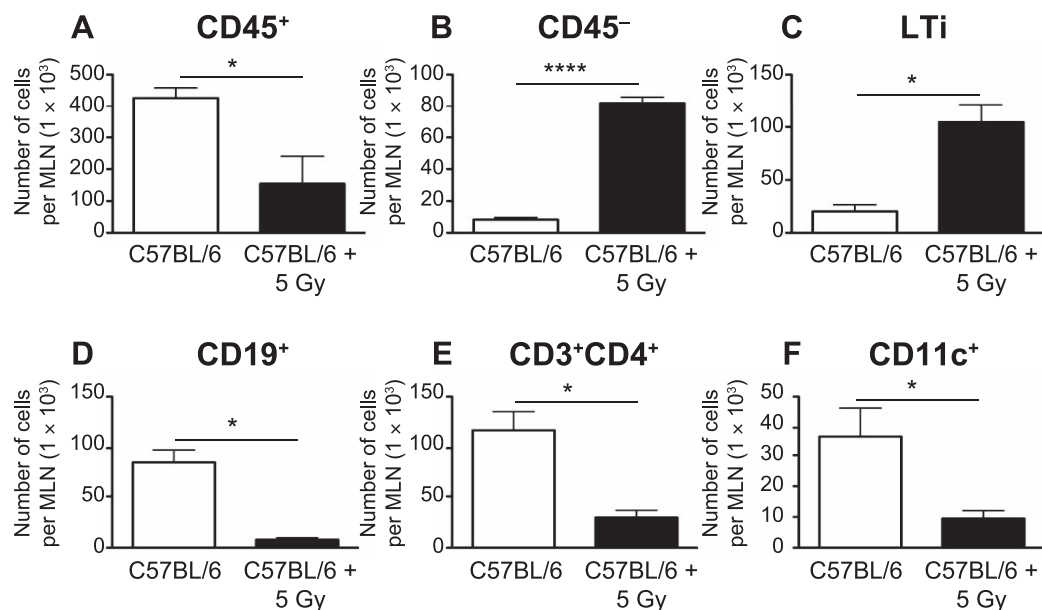 A CD45⁺
Number of cells
per MLN (1 × 10³)
500
400
300
200
100
0
*
C57BL/6 C57BL/6 +
5 Gy
B CD45⁻
Number of cells
per MLN (1 × 10³)
100
80
60
40
20
0
****
C57BL/6 C57BL/6 +
5 Gy
C LTi
Number of cells
per MLN (1 × 10³)
150
100
50
0
*
C57BL/6 C57BL/6 +
5 Gy
D CD19⁺
Number of cells
per MLN (1 × 10³)
150
100
50
0
*
C57BL/6 C57BL/6 +
5 Gy
E CD3⁺CD4⁺
Number of cells
per MLN (1 × 10³)
150
100
50
0
*
C57BL/6 C57BL/6 +
5 Gy
F CD11c⁺
Number of cells
per MLN (1 × 10³)
50
40
30
20
10
0
*
C57BL/6 C57BL/6 +
5 Gy